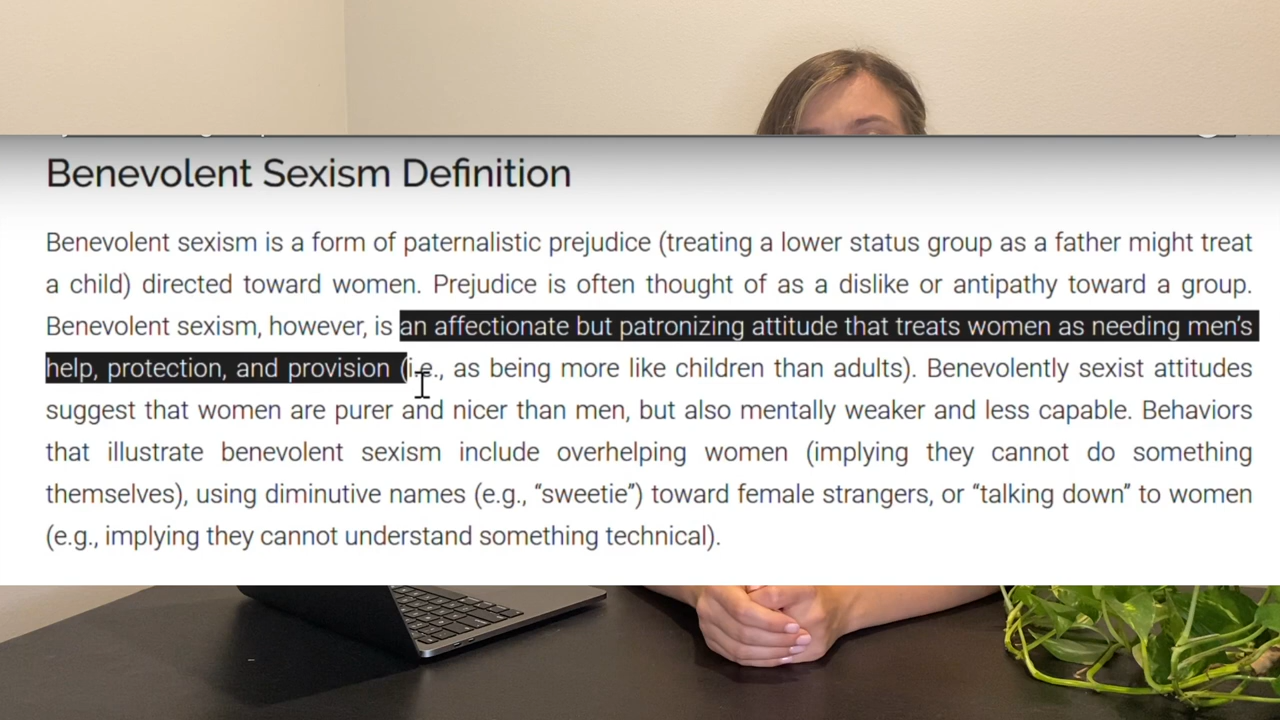 Benevolent Sexism Definition
Benevolent sexism is a form of paternalistic prejudice (treating a lower status group as a father might treat
a child) directed toward women. Prejudice is often thought of as a dislike or antipathy toward a group.
Benevolent sexism, however, is an affectionate but patronizing attitude that treats women as needing men's
help, protection, and provision (i.e., as being more like children than adults). Benevolently sexist attitudes
suggest that women are purer and nicer than men, but also mentally weaker and less capable. Behaviors
that illustrate benevolent sexism include overhelping women (implying they cannot do something
themselves), using diminutive names (e.g., “sweetie”) toward female strangers, or “talking down” to women
(e.g., implying they cannot understand something technical).